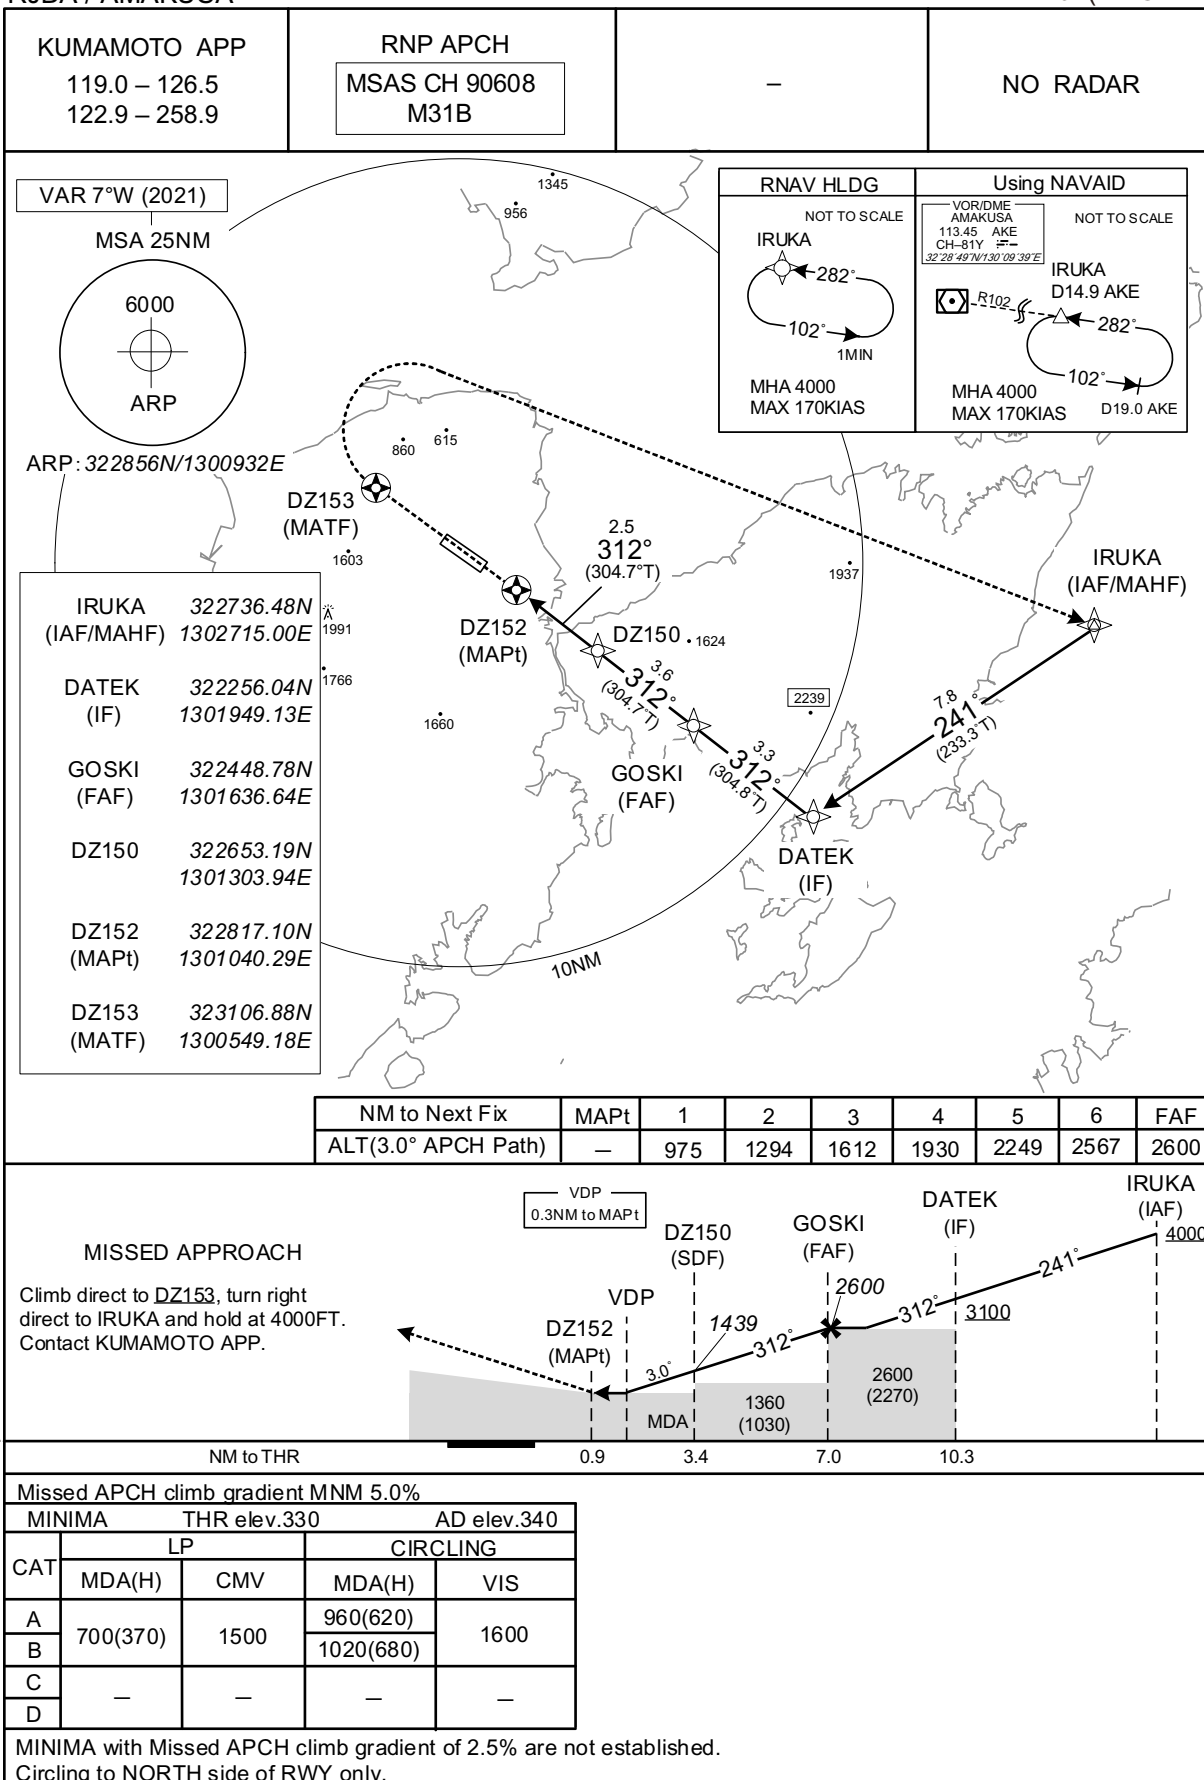 RJDA / AMAKUSA
KUMAMOTO APP
119.0 – 126.5
122.9 – 258.9
RNP APCH
MSAS CH 90608
M31B
–
NO RADAR
VAR 7°W (2021)
MSA 25NM
6000
ARP
ARP: 322856N/1300932E
1345
956
RNAV HLDG
NOT TO SCALE
IRUKA
282°
102°
1MIN
MHA 4000
MAX 170KIAS
Using NAVAID
VOR/DME
AMAKUSA
113.45 AKE
CH–81Y
32°28'49"N/130°09'39"E
NOT TO SCALE
IRUKA
D14.9 AKE
R102
282°
102°
MHA 4000
MAX 170KIAS
D19.0 AKE
860
615
DZ153
(MATF)
1603
2.5
312°
(304.7°T)
1937
IRUKA
(IAF/MAHF)
DZ152
(MAPt)
DZ150
1624
1991
1766
1660
3.6
312°
(304.7°T)
2239
7.8
241°
(233.3°T)
GOSKI
(FAF)
3.3
312°
(304.8°T)
DATEK
(IF)
10NM
IRUKA 322736.48N
(IAF/MAHF) 1302715.00E
DATEK 322256.04N
(IF) 1301949.13E
GOSKI 322448.78N
(FAF) 1301636.64E
DZ150 322653.19N
1301303.94E
DZ152 322817.10N
(MAPt) 1301040.29E
DZ153 323106.88N
(MATF) 1300549.18E
NM to Next Fix MAPt 1 2 3 4 5 6 FAF
ALT(3.0° APCH Path) – 975 1294 1612 1930 2249 2567 2600
VDP
0.3NM to MAPt
MISSED APPROACH
Climb direct to DZ153, turn right
direct to IRUKA and hold at 4000FT.
Contact KUMAMOTO APP.
DZ152
(MAPt)
VDP
DZ150
(SDF)
GOSKI
(FAF)
DATEK
(IF)
IRUKA
(IAF)
4000
241°
3100
312°
2600
312°
1439
3.0°
MDA
1360
(1030)
2600
(2270)
NM to THR 0.9 3.4 7.0 10.3
Missed APCH climb gradient MNM 5.0%
MINIMA THR elev.330 AD elev.340
CAT LP CIRCLING
MDA(H) CMV MDA(H) VIS
A 700(370) 1500 960(620) 1600
B 1020(680)
C – – – –
D
MINIMA with Missed APCH climb gradient of 2.5% are not established.
Circling to NORTH side of RWY only.